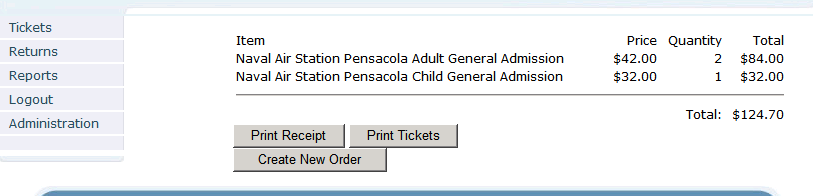 Tickets
Returns
Reports
Logout
Administration
Item Price Quantity Total
Naval Air Station Pensacola Adult General Admission $42.00 2 $84.00
Naval Air Station Pensacola Child General Admission $32.00 1 $32.00
Total: $124.70
Print Receipt Print Tickets
Create New Order